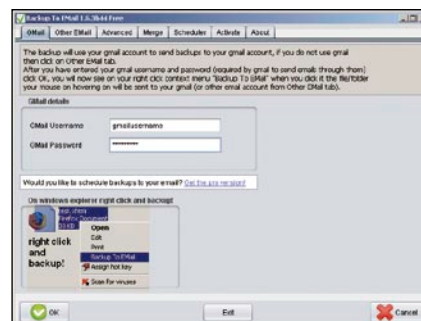 Backup To EMail 1.6.3b44 Free
GMail Other EMail Advanced Merge Scheduler Activate About
The backup will use your gmail account to send backups to your gmail account, if you do not use gmail
then click on Other EMail tab.
After you have entered your gmail username and password (required by gmail to send emails through them)
click OK, you will now see on your right click context menu "Backup To EMail" when you click it the file/folder
your mouse on hovering on will be sent to your gmail (or other email account from Other EMail tab).
GMail details
GMail Username gmailusername
GMail Password *********
Would you like to schedule backups to your email? Get the pro version!
On windows explorer right click and backup!
Firefox Document
Open
Edit
Print
Backup To EMail
Assign hot key
Scan for viruses
right click
and
backup!
OK Exit Cancel